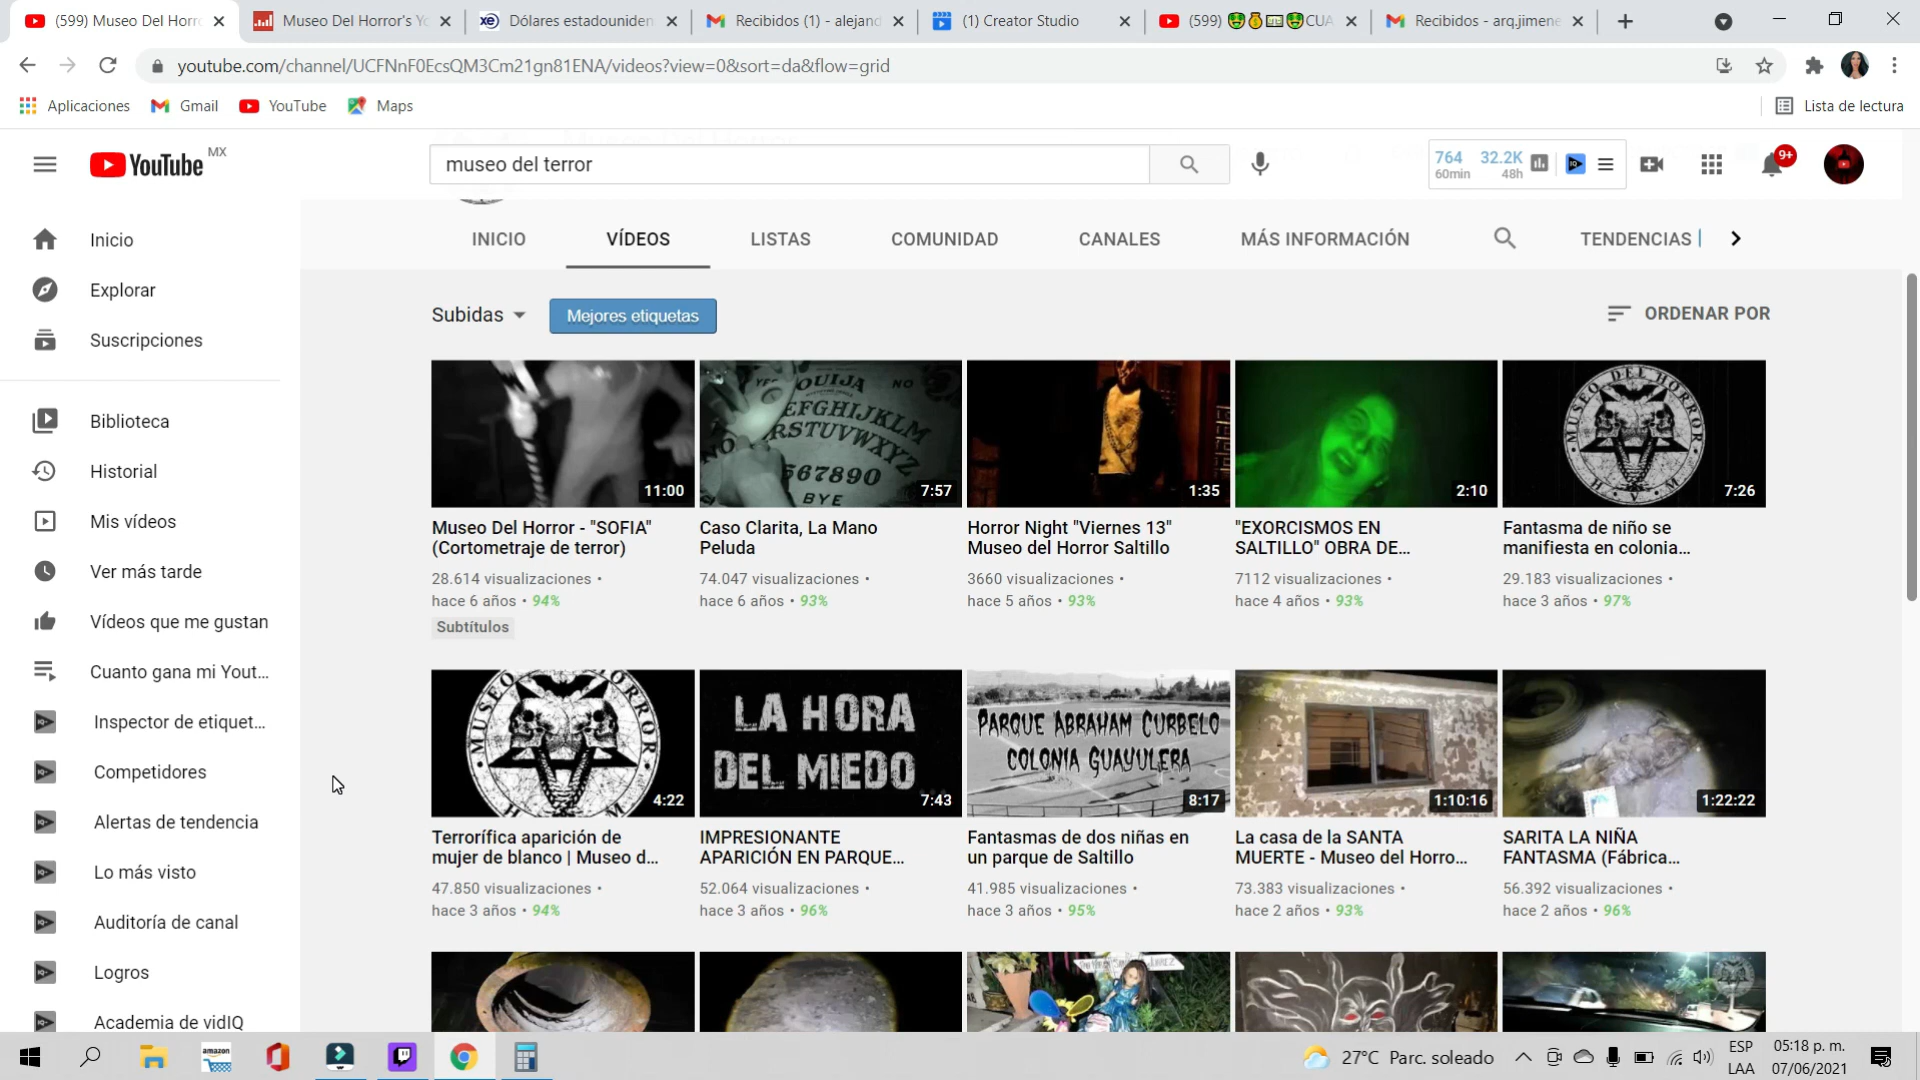 (599) Museo Del Horr
Museo Del Horror's Yo
Dólares estadouniden
Recibidos (1) - alejand
(1) Creator Studio
(599) 🤑💰💵🤑CUA
Recibidos - arq.jimene
youtube.com/channel/UCFNnF0EcsQM3Cm21gn81ENA/videos?view=0&sort=da&flow=grid
Aplicaciones
Gmail
YouTube
Maps
Lista de lectura
YouTube MX
museo del terror
764 32.2K
60min 48h
9+
INICIO
VÍDEOS
LISTAS
COMUNIDAD
CANALES
MÁS INFORMACIÓN
TENDENCIAS
Subidas
Mejores etiquetas
ORDENAR POR
Inicio
Explorar
Suscripciones
Biblioteca
Historial
Mis vídeos
Ver más tarde
Vídeos que me gustan
Cuanto gana mi Yout...
Inspector de etiquet...
Competidores
Alertas de tendencia
Lo más visto
Auditoría de canal
Logros
Academia de vidIQ
11:00
Museo Del Horror - "SOFIA"
(Cortometraje de terror)
28.614 visualizaciones •
hace 6 años • 94%
Subtítulos
YES OUIJA NO
EFGHIJKLM
RSTUVWXYZ
567890
BYE
7:57
Caso Clarita, La Mano
Peluda
74.047 visualizaciones •
hace 6 años • 93%
1:35
Horror Night "Viernes 13"
Museo del Horror Saltillo
3660 visualizaciones •
hace 5 años • 93%
2:10
"EXORCISMOS EN
SALTILLO" OBRA DE...
7112 visualizaciones •
hace 4 años • 93%
MUSEO DEL HORROR
H V M
7:26
Fantasma de niño se
manifiesta en colonia...
29.183 visualizaciones •
hace 3 años • 97%
4:22
Terrorífica aparición de
mujer de blanco | Museo d...
47.850 visualizaciones •
hace 3 años • 94%
LA HORA
DEL MIEDO
7:43
IMPRESIONANTE
APARICIÓN EN PARQUE...
52.064 visualizaciones •
hace 3 años • 96%
PARQUE ABRAHAM CURBELO
COLONIA GUAYULERA
8:17
Fantasmas de dos niñas en
un parque de Saltillo
41.985 visualizaciones •
hace 3 años • 95%
1:10:16
La casa de la SANTA
MUERTE - Museo del Horro...
73.383 visualizaciones •
hace 2 años • 93%
1:22:22
SARITA LA NIÑA
FANTASMA (Fábrica...
56.392 visualizaciones •
hace 2 años • 96%
amazon
27°C Parc. soleado
ESP
LAA
05:18 p. m.
07/06/2021